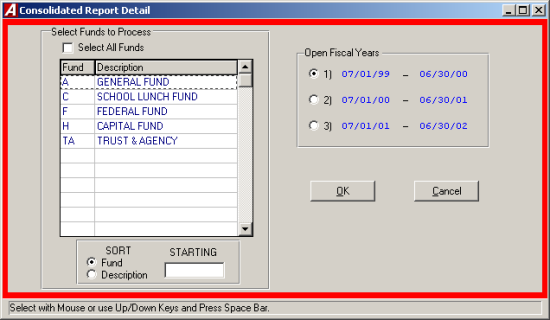 Consolidated Report Detail
Select Funds to Process
Select All Funds
Fund Description
A GENERAL FUND
C SCHOOL LUNCH FUND
F FEDERAL FUND
H CAPITAL FUND
TA TRUST & AGENCY
SORT
Fund
Description
STARTING
Open Fiscal Years
1) 07/01/99 – 06/30/00
2) 07/01/00 – 06/30/01
3) 07/01/01 – 06/30/02
OK
Cancel
Select with Mouse or use Up/Down Keys and Press Space Bar.